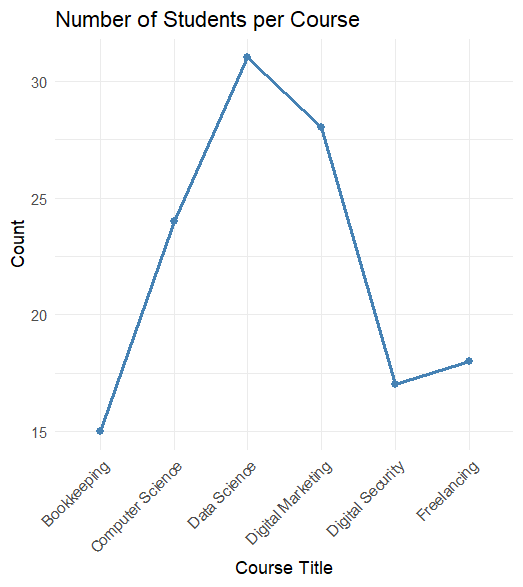 Number of Students per Course
Count
30
25
20
15
Bookkeeping
Computer Science
Data Science
Digital Marketing
Digital Security
Freelancing
Course Title